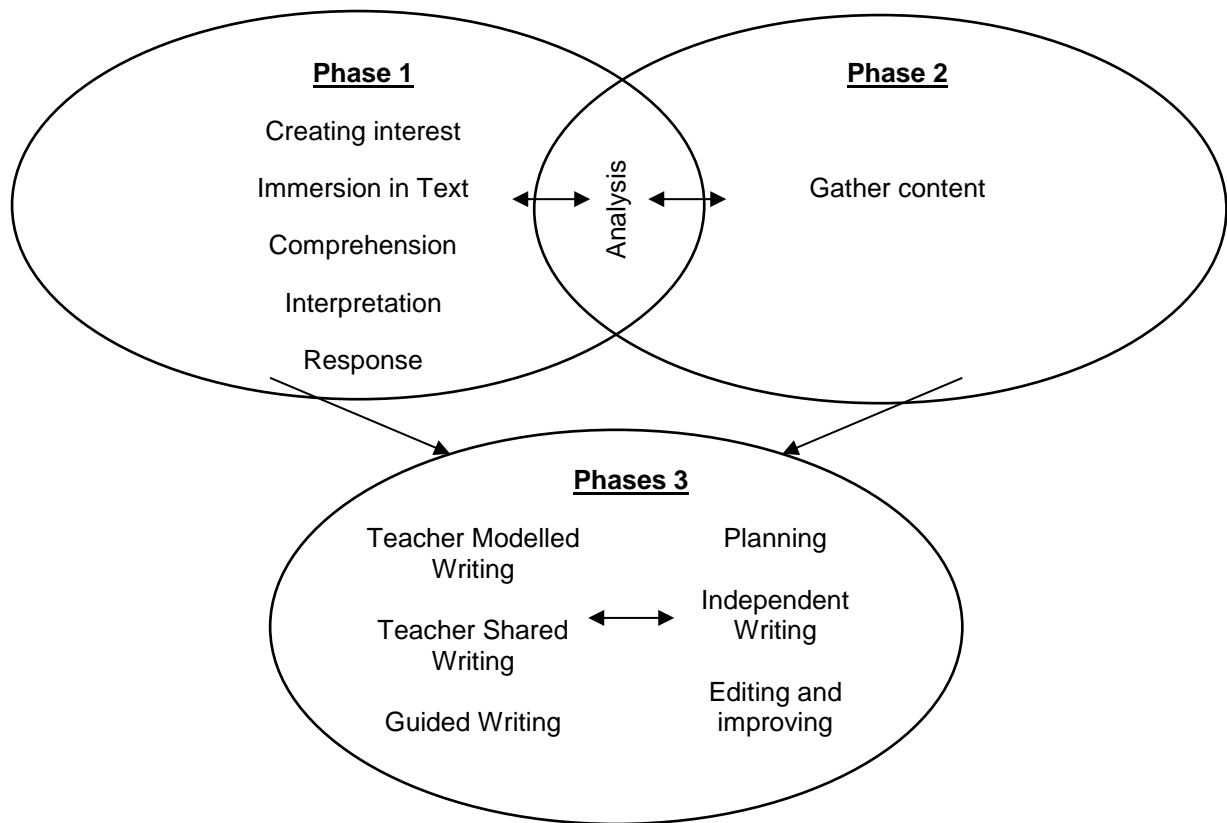 Phase 1
Creating interest
Immersion in Text
Comprehension
Interpretation
Response
Analysis
Phase 2
Gather content
Phases 3
Teacher Modelled
Writing
Teacher Shared
Writing
Guided Writing
Planning
Independent
Writing
Editing and
improving